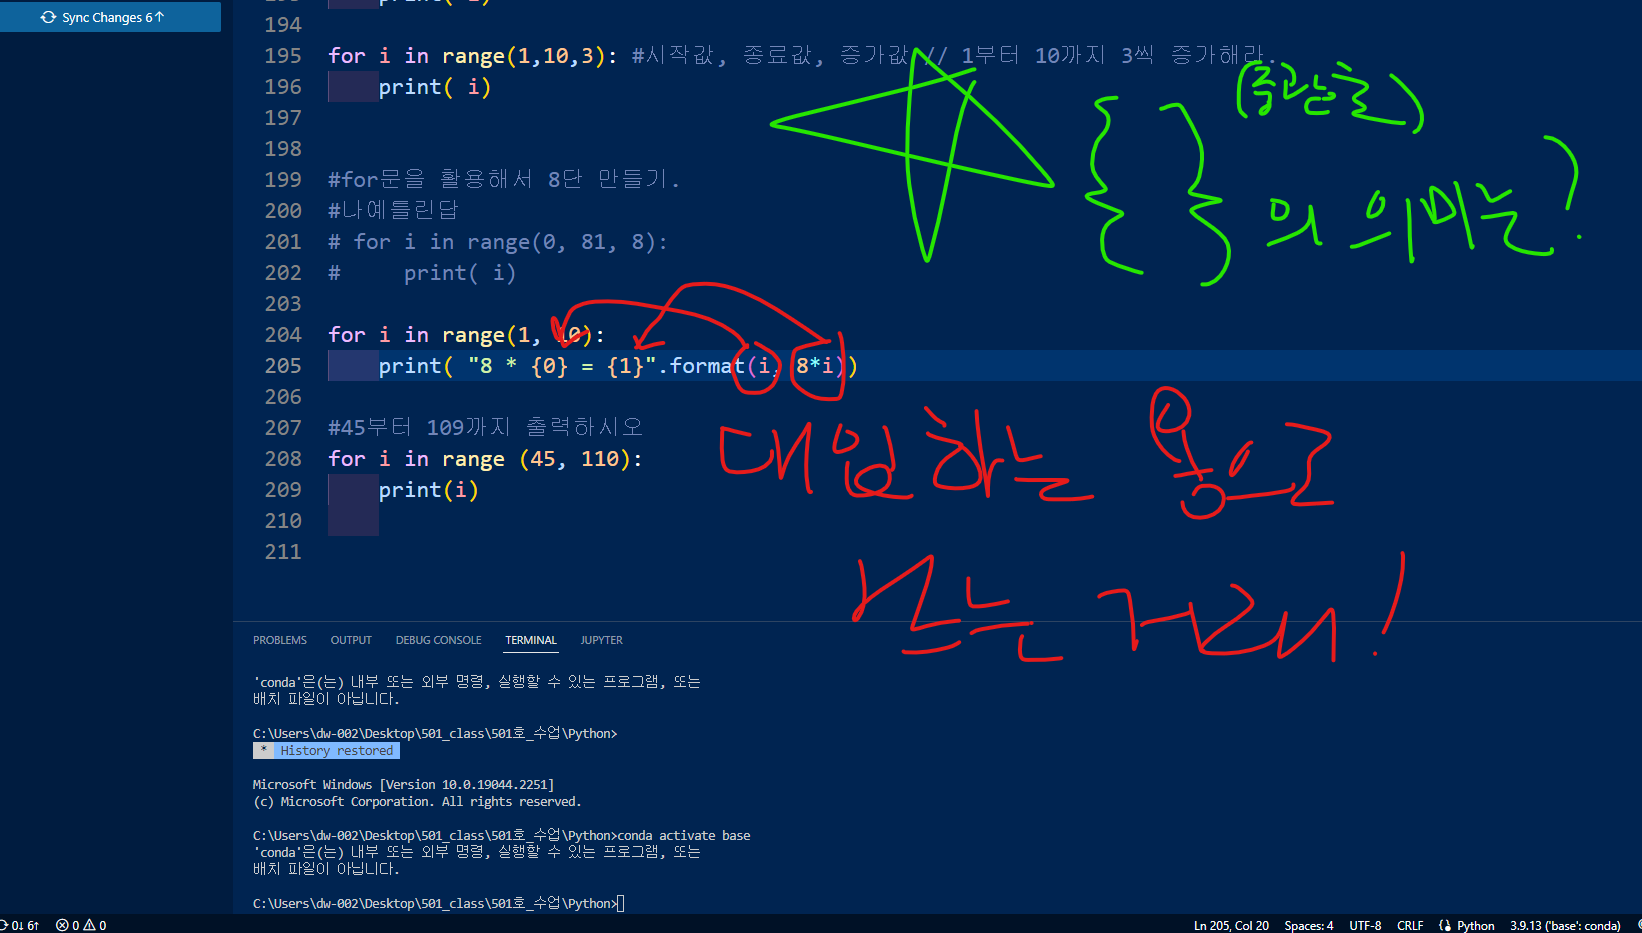 Sync Changes 6↑
194
195 for i in range(1,10,3): #시작값, 종료값, 증가값 // 1부터 10까지 3씩 증가해라.
196 print( i)
197
198
199 #for문을 활용해서 8단 만들기.
200 #나예틀린답
201 # for i in range(0, 81, 8):
202 #     print( i)
203
204 for i in range(1, 10):
205 print( "8 * {0} = {1}".format(i, 8*i))
206
207 #45부터 109까지 출력하시오
208 for i in range (45, 110):
209 print(i)
210
211
(중괄호)
{ } 의 의미는?
대입하는 용도
쓰는 거래!
PROBLEMS OUTPUT DEBUG CONSOLE TERMINAL JUPYTER
'conda'은(는) 내부 또는 외부 명령, 실행할 수 있는 프로그램, 또는
배치 파일이 아닙니다.
C:\Users\dw-002\Desktop\501_class\501호_수업\Python>
* History restored
Microsoft Windows [Version 10.0.19044.2251]
(c) Microsoft Corporation. All rights reserved.
C:\Users\dw-002\Desktop\501_class\501호_수업\Python>conda activate base
'conda'은(는) 내부 또는 외부 명령, 실행할 수 있는 프로그램, 또는
배치 파일이 아닙니다.
C:\Users\dw-002\Desktop\501_class\501호_수업\Python>
0↓ 6↑ 0 0 Ln 205, Col 20 Spaces: 4 UTF-8 CRLF Python 3.9.13 ('base': conda)